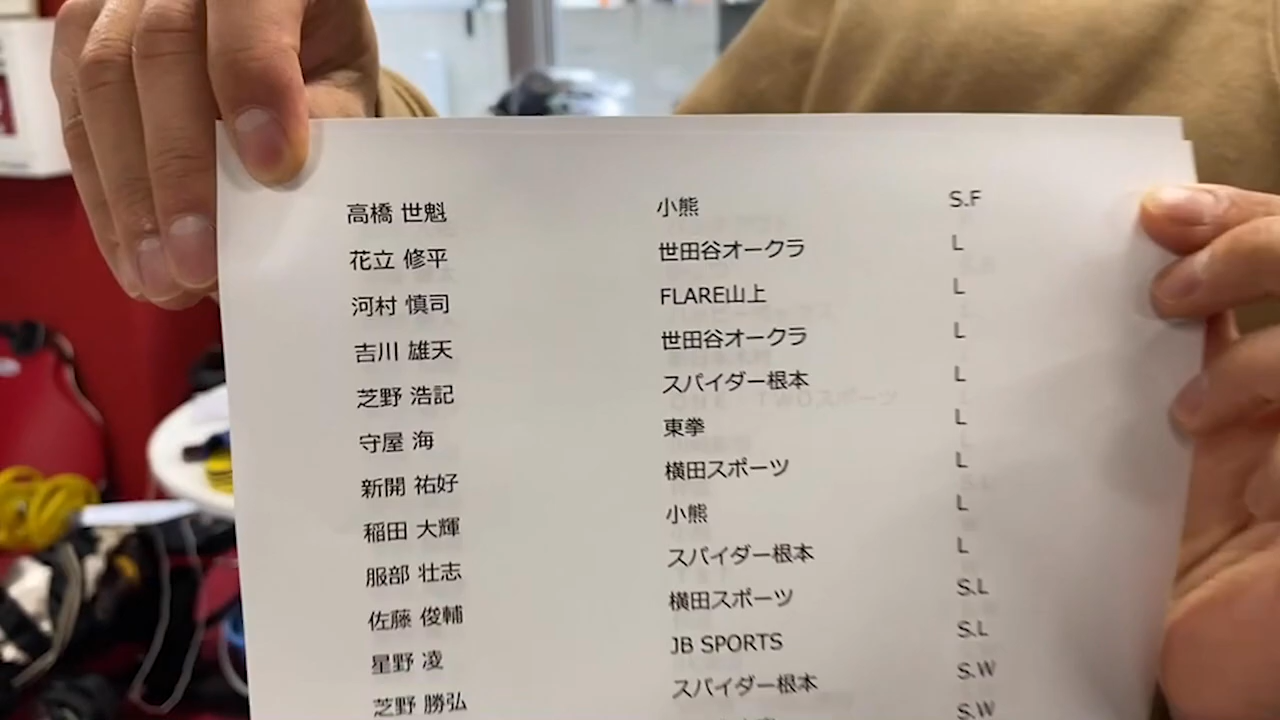 高橋 世魁 小熊 S.F
花立 修平 世田谷オークラ L
河村 慎司 FLARE山上 L
吉川 雄天 世田谷オークラ L
芝野 浩記 スパイダー根本 L
守屋 海 東拳 L
新開 祐好 横田スポーツ L
稲田 大輝 小熊 L
服部 壮志 スパイダー根本 L
佐藤 俊輔 横田スポーツ S.L
星野 凌 JB SPORTS S.L
芝野 勝弘 スパイダー根本 S.W
S.W